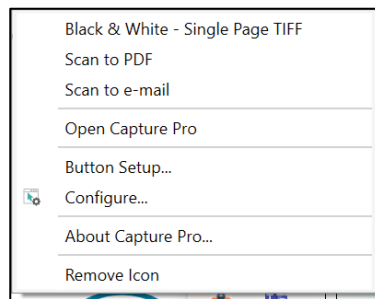 Black & White - Single Page TIFF
Scan to PDF
Scan to e-mail
Open Capture Pro
Button Setup...
Configure...
About Capture Pro...
Remove Icon